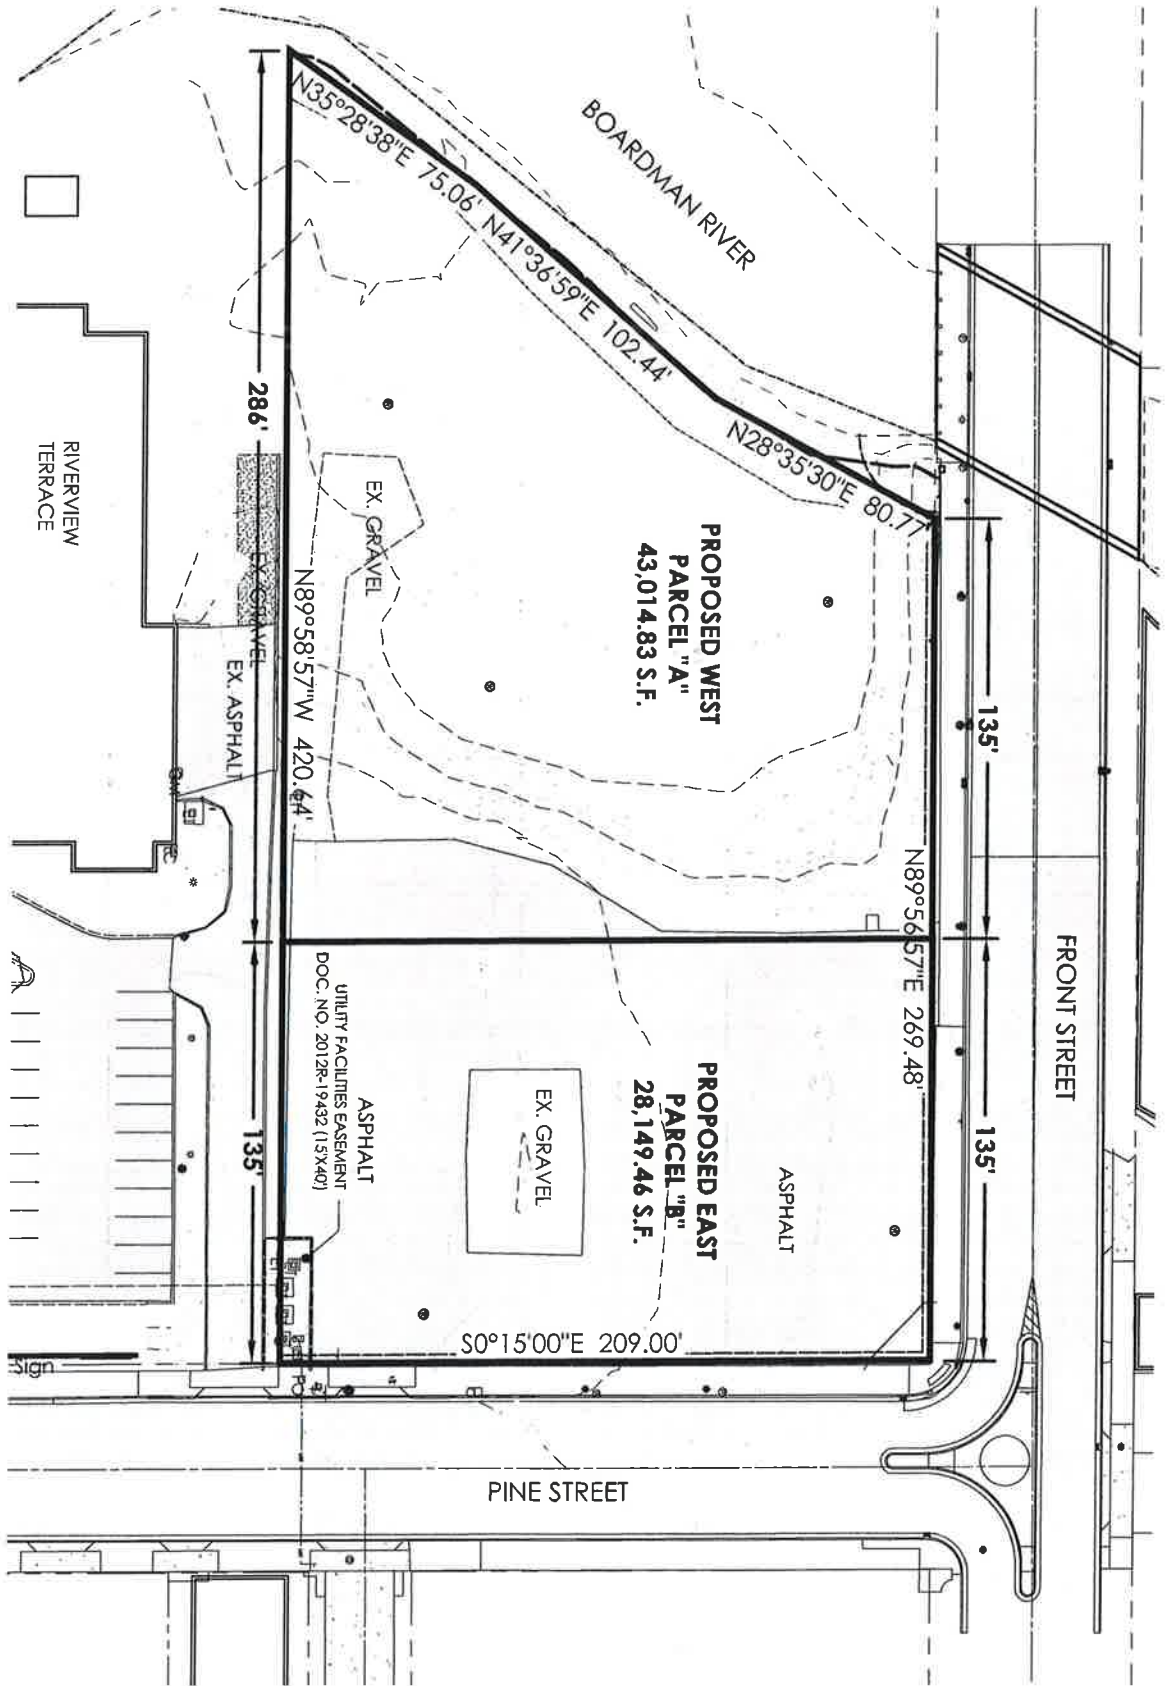 BOARDMAN RIVER
N35°28'38"E 75.06'
N41°36'59"E 102.44'
N28°35'30"E 80.77'
FRONT STREET
135'
135'
N89°56'57"E 269.48'
PROPOSED WEST
PARCEL "A"
43,014.83 S.F.
PROPOSED EAST
PARCEL "B"
28,149.46 S.F.
ASPHALT
EX. GRAVEL
EX. GRAVEL
ASPHALT
UTILITY FACILITIES EASEMENT
DOC. NO. 2012R-19432 (15'X40')
N89°58'57"W 420.64'
286'
135'
EX. GRAVEL
EX. ASPHALT
RIVERVIEW
TERRACE
S0°15'00"E 209.00'
PINE STREET
Sign